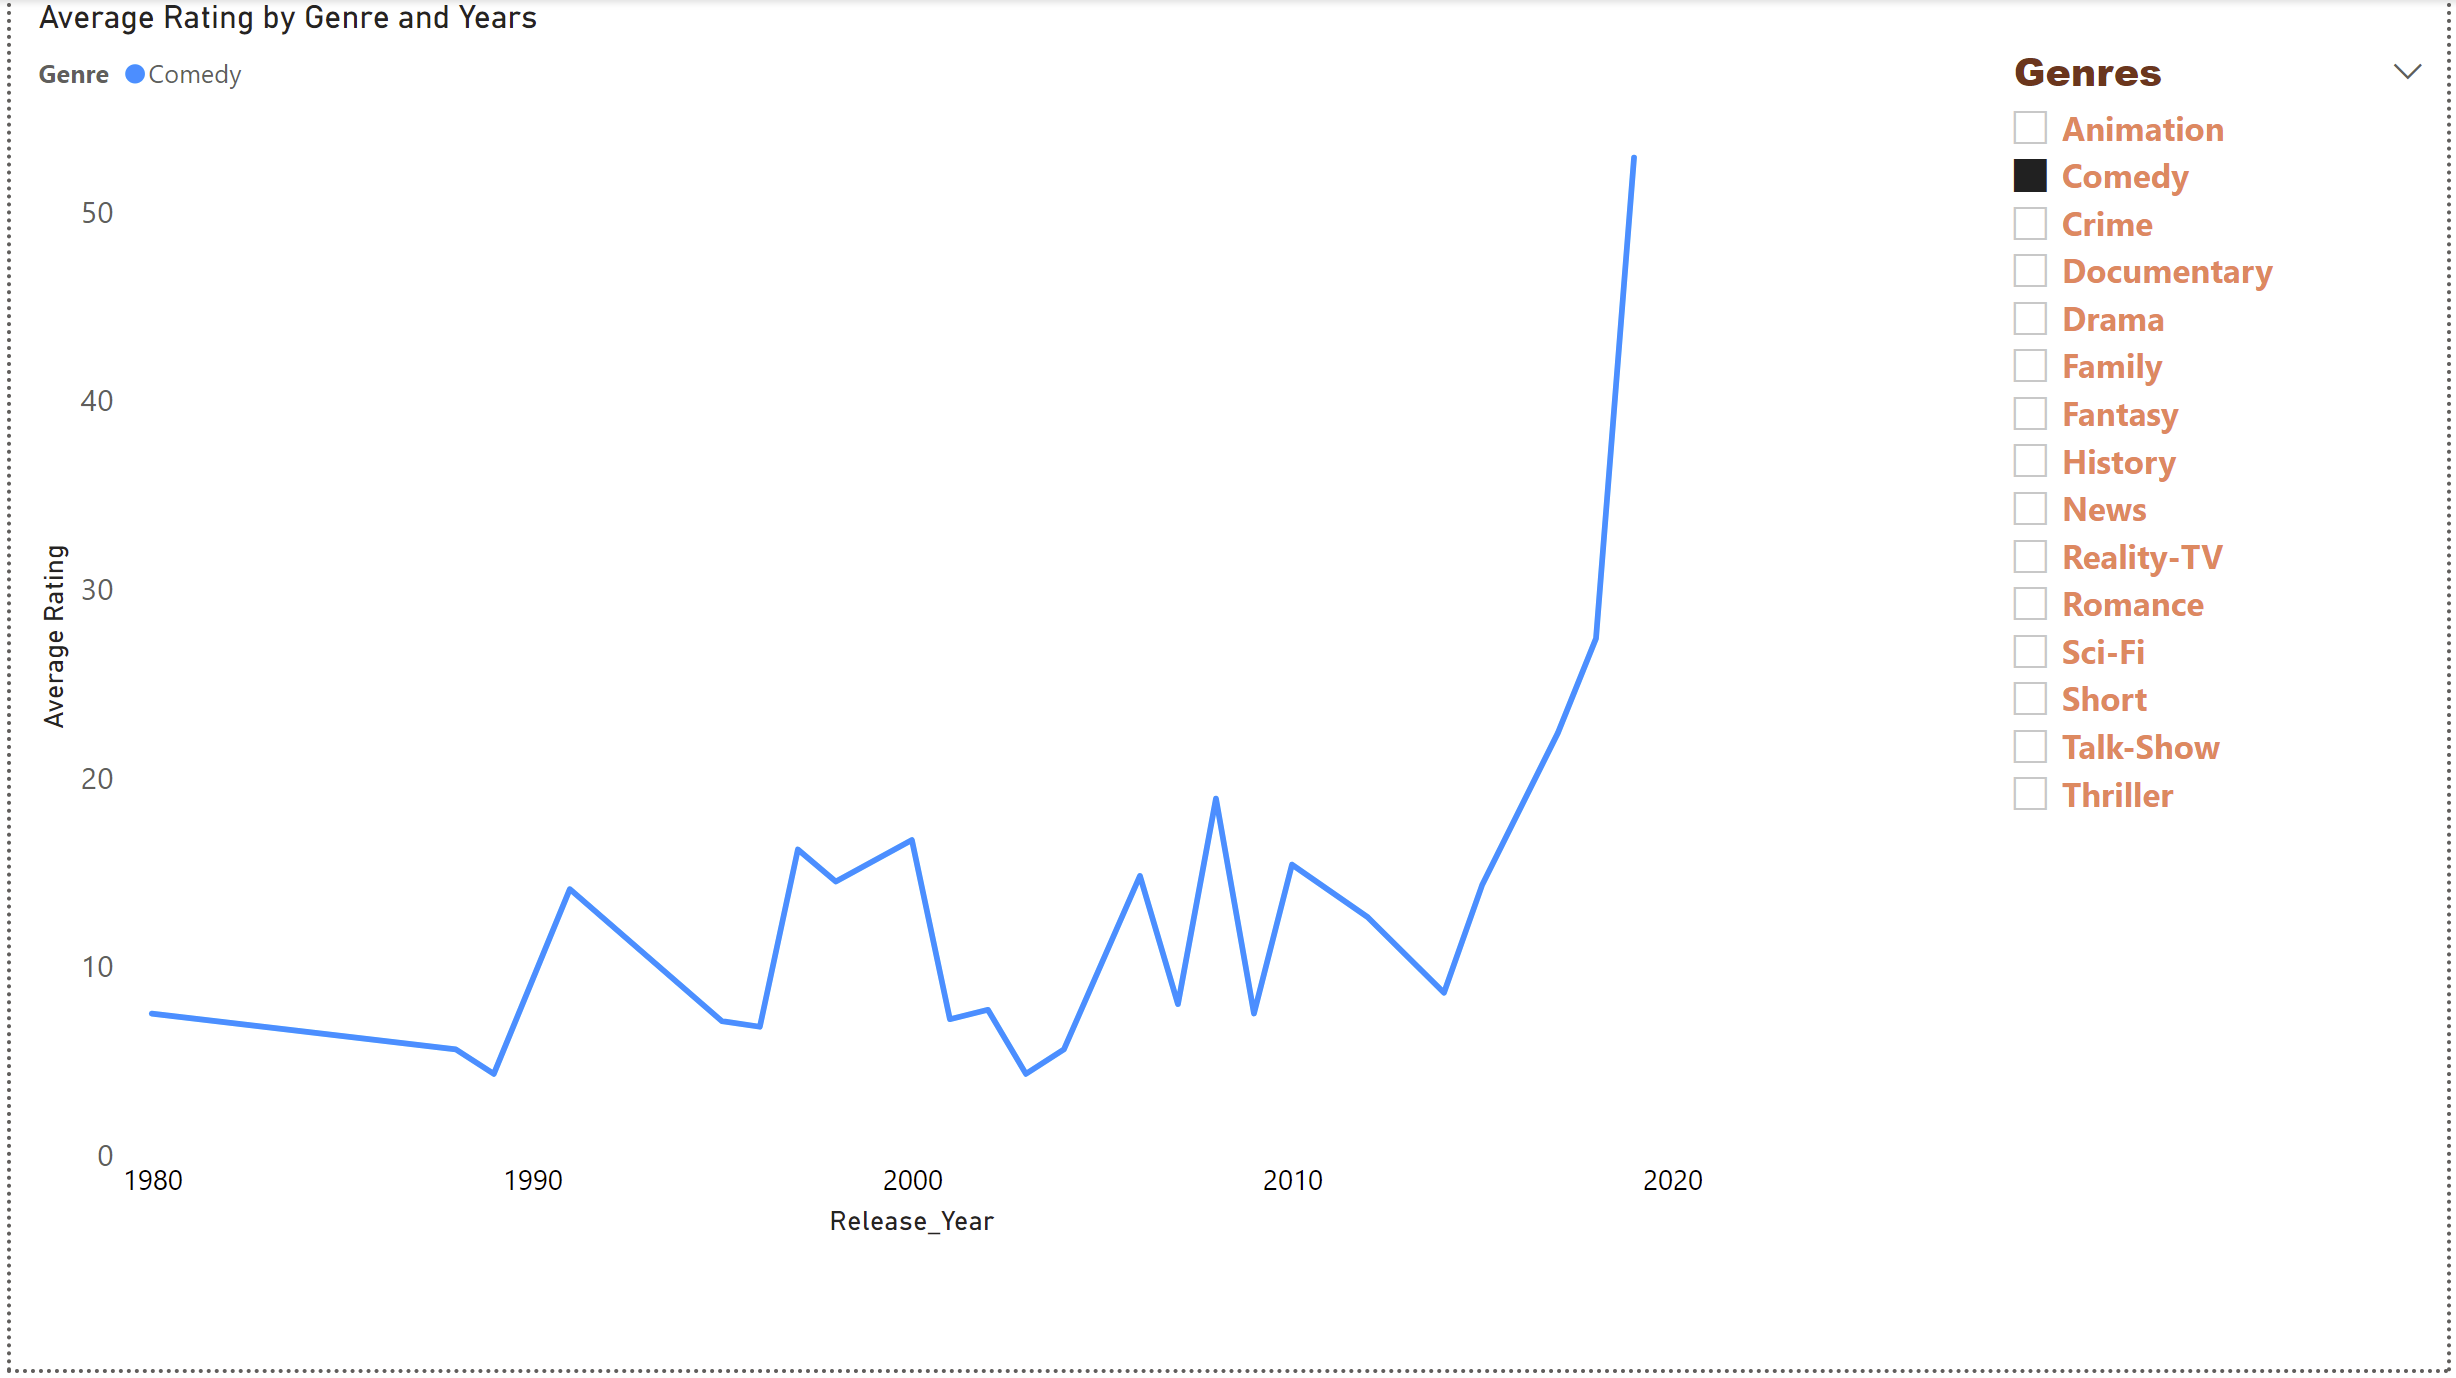 Average Rating by Genre and Years
Genre Comedy
50
40
30
20
10
0
Average Rating
1980 1990 2000 2010 2020
Release_Year
Genres
Animation
Comedy
Crime
Documentary
Drama
Family
Fantasy
History
News
Reality-TV
Romance
Sci-Fi
Short
Talk-Show
Thriller